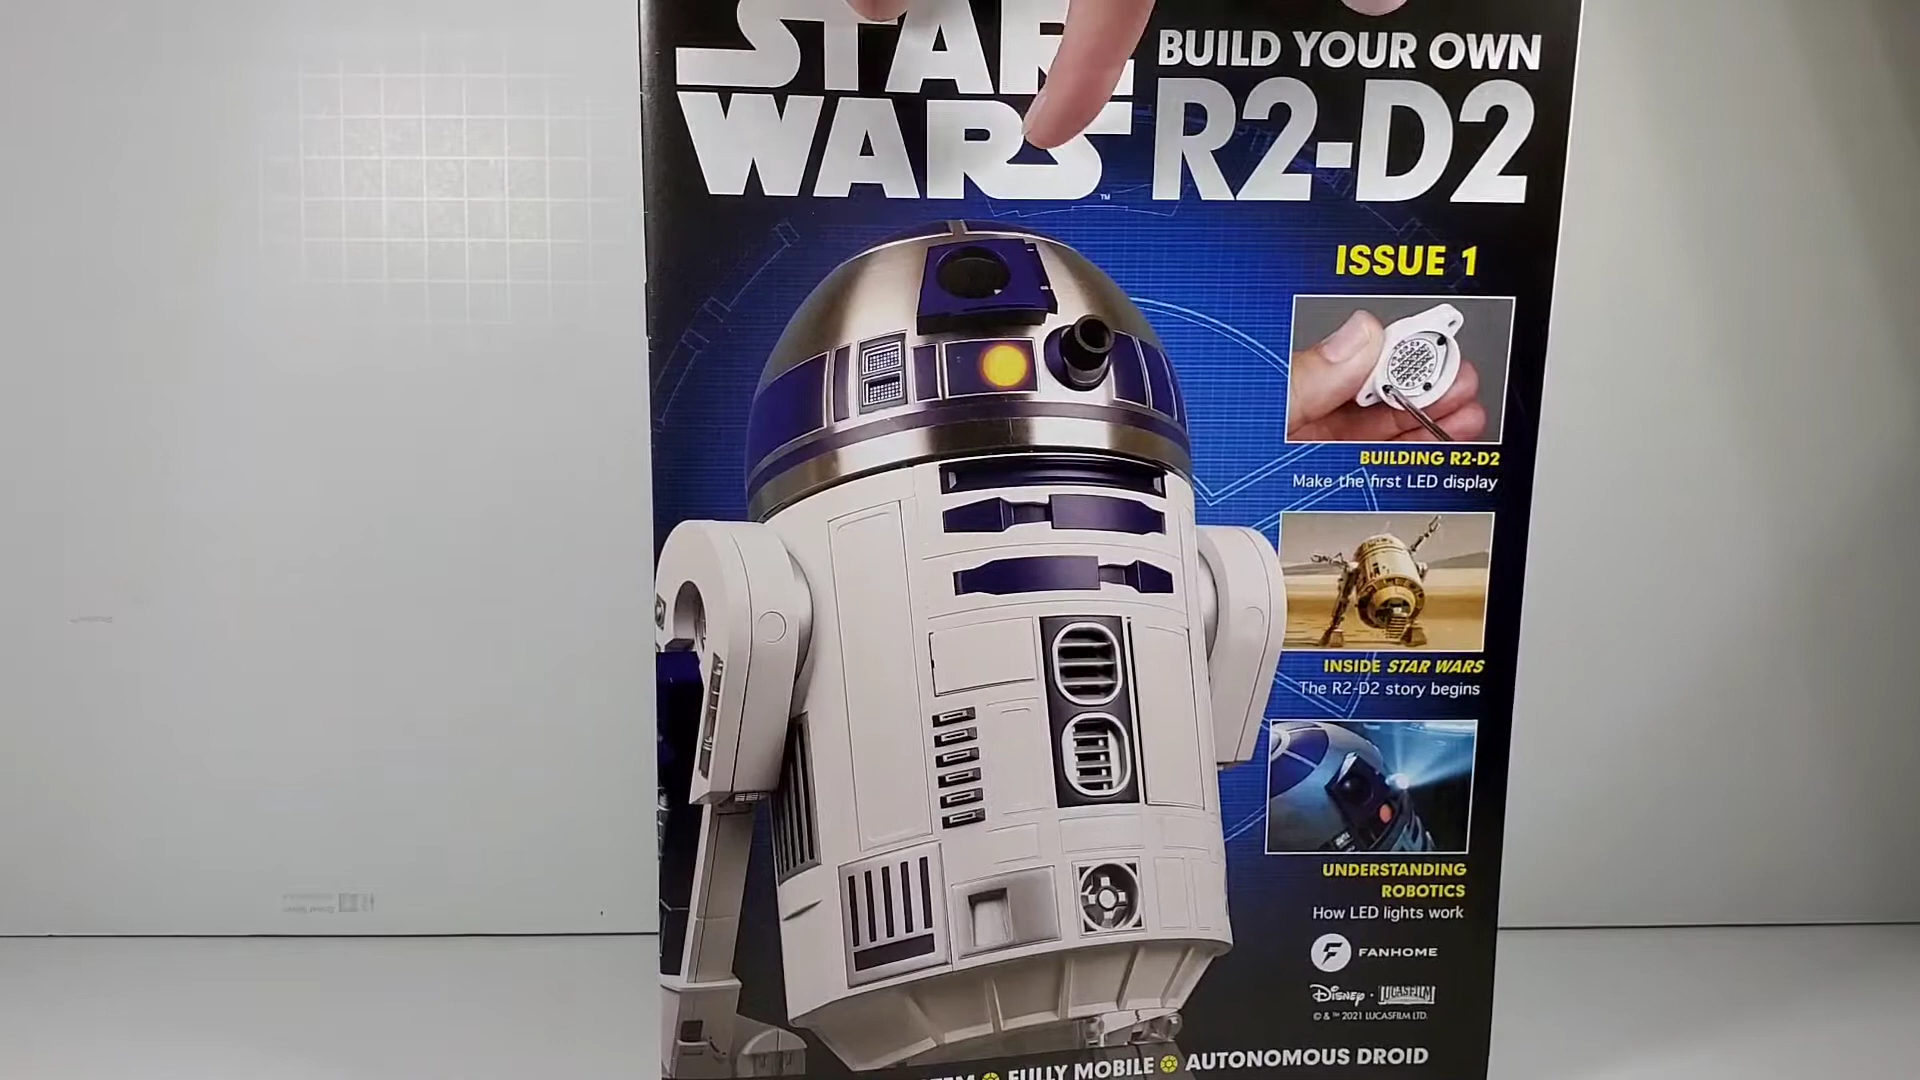 STAR
WARS
™
BUILD YOUR OWN
R2-D2
ISSUE 1
BUILDING R2-D2
Make the first LED display
INSIDE STAR WARS
The R2-D2 story begins
UNDERSTANDING
ROBOTICS
How LED lights work
FANHOME
Disney · LUCASFILM
© & ™ 2021 LUCASFILM LTD.
FULLY MOBILE AUTONOMOUS DROID